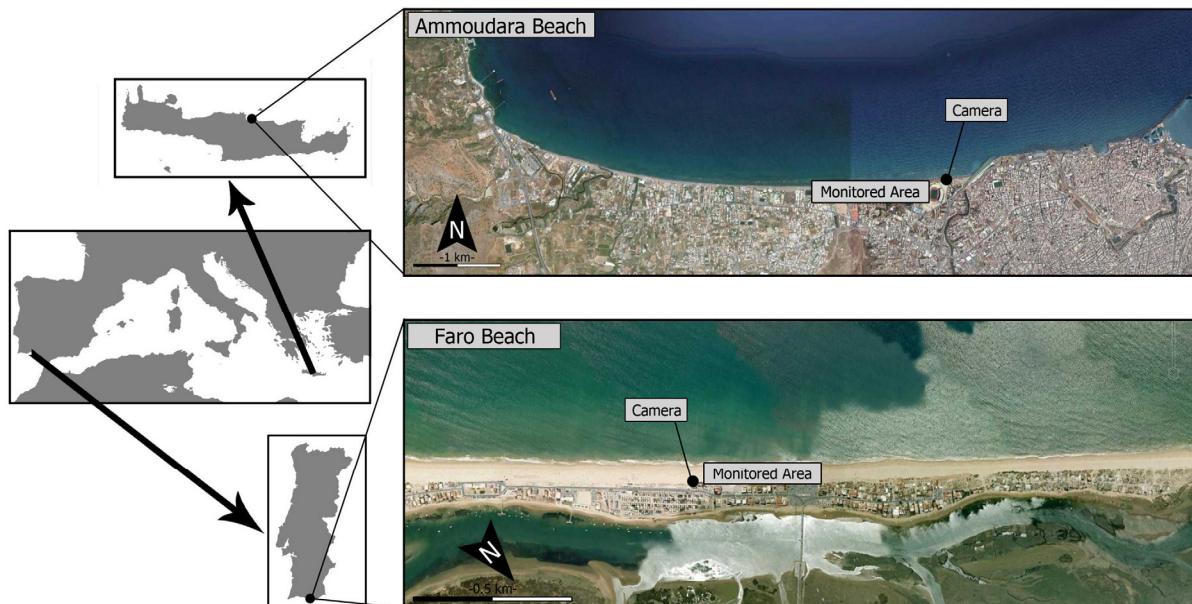 Ammoudara Beach
Camera
Monitored Area
N
-1 km-
Faro Beach
Camera
Monitored Area
N
-0.5 km-